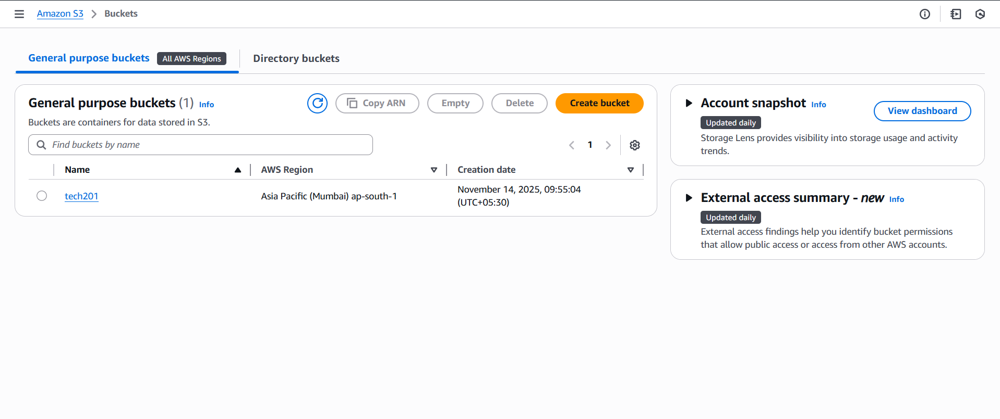 Amazon S3 > Buckets
General purpose buckets All AWS Regions Directory buckets
General purpose buckets (1) Info
Copy ARN Empty Delete Create bucket
Buckets are containers for data stored in S3.
Find buckets by name
1
Name AWS Region Creation date
tech201 Asia Pacific (Mumbai) ap-south-1 November 14, 2025, 09:55:04
(UTC+05:30)
Account snapshot Info
View dashboard
Updated daily
Storage Lens provides visibility into storage usage and activity
trends.
External access summary - new Info
Updated daily
External access findings help you identify bucket permissions
that allow public access or access from other AWS accounts.